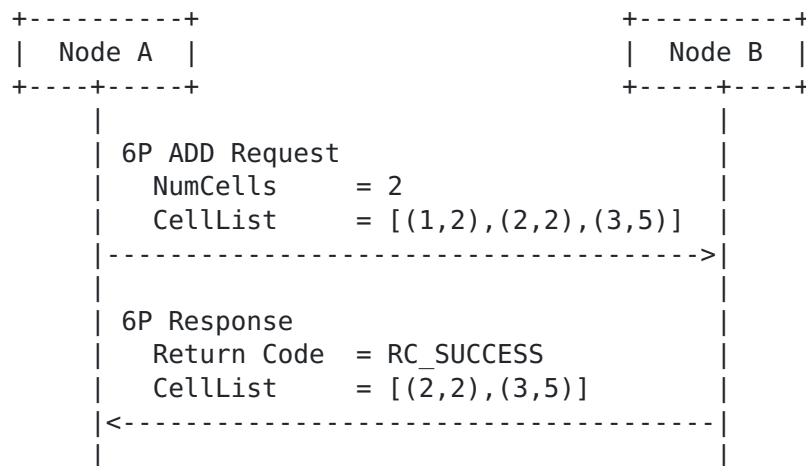 Node A Node B
6P ADD Request
NumCells = 2
CellList = [(1,2),(2,2),(3,5)]
6P Response
Return Code = RC_SUCCESS
CellList = [(2,2),(3,5)]